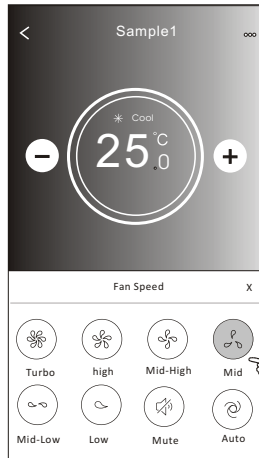 Sample1
Cool
25.0°C
Fan Speed X
Turbo high Mid-High Mid
Mid-Low Low Mute Auto